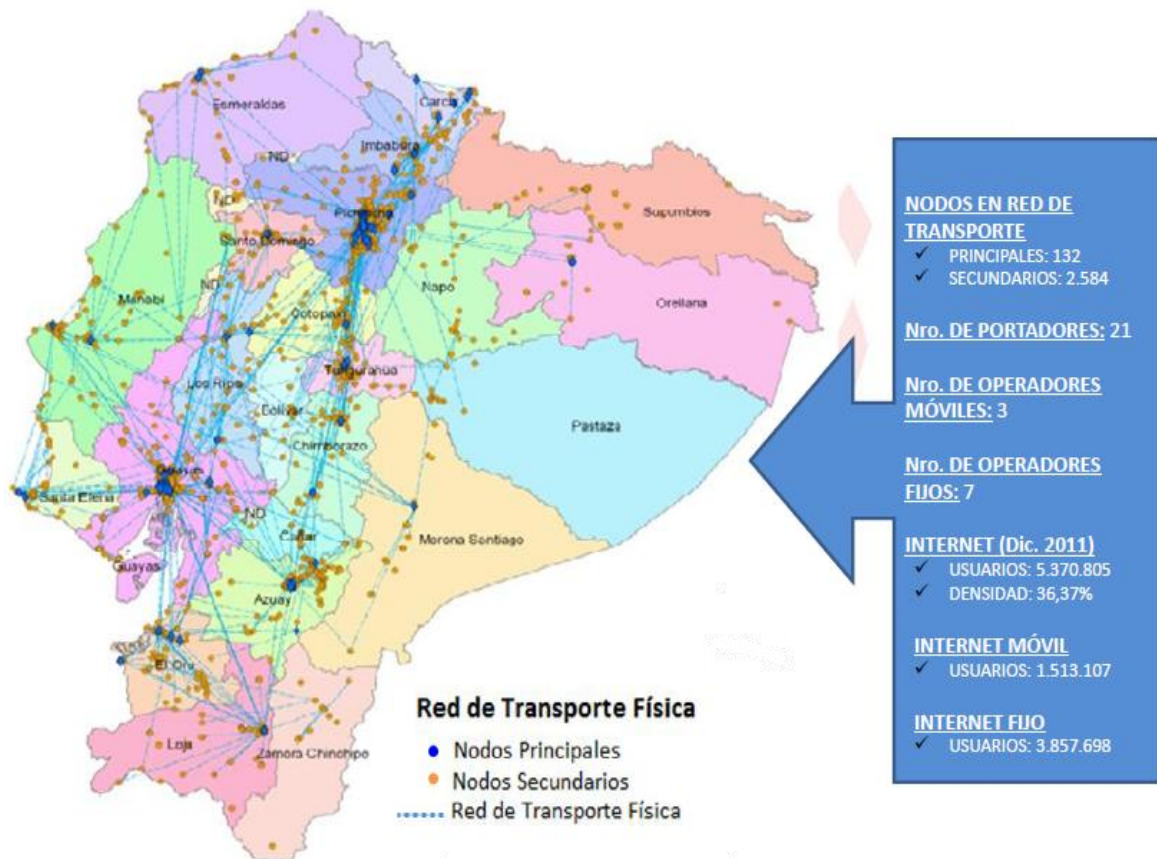 Esmeraldas
Carchi
Imbabura
ND
Pichincha
Sucumbios
ND
Santo Domingo
ND
Manabi
Cotopaxi
Napo
Orellana
Tungurahua
Los Rios
Bolivar
Pastaza
Chimborazo
Guayas
Santa Elena
ND
Cañar
Morona Santiago
Guayas
Azuay
El Oro
Loja
Zamora Chinchipe
Red de Transporte Física
Nodos Principales
Nodos Secundarios
Red de Transporte Física
NODOS EN RED DE
TRANSPORTE
✓ PRINCIPALES: 132
✓ SECUNDARIOS: 2.584
Nro. DE PORTADORES: 21
Nro. DE OPERADORES
MÓVILES: 3
Nro. DE OPERADORES
FIJOS: 7
INTERNET (Dic. 2011)
✓ USUARIOS: 5.370.805
✓ DENSIDAD: 36,37%
INTERNET MÓVIL
✓ USUARIOS: 1.513.107
INTERNET FIJO
✓ USUARIOS: 3.857.698